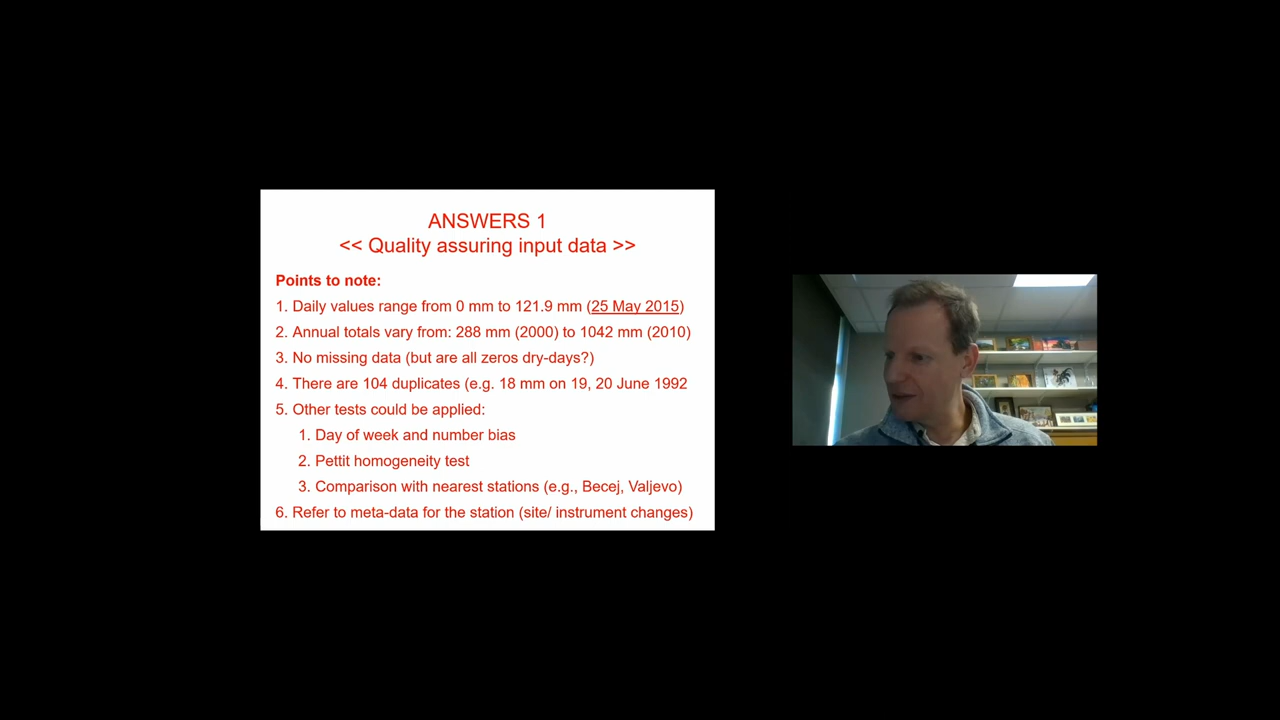 ANSWERS 1
<< Quality assuring input data >>
Points to note:
1. Daily values range from 0 mm to 121.9 mm (25 May 2015)
2. Annual totals vary from: 288 mm (2000) to 1042 mm (2010)
3. No missing data (but are all zeros dry-days?)
4. There are 104 duplicates (e.g. 18 mm on 19, 20 June 1992
5. Other tests could be applied:
1. Day of week and number bias
2. Pettit homogeneity test
3. Comparison with nearest stations (e.g., Becej, Valjevo)
6. Refer to meta-data for the station (site/ instrument changes)